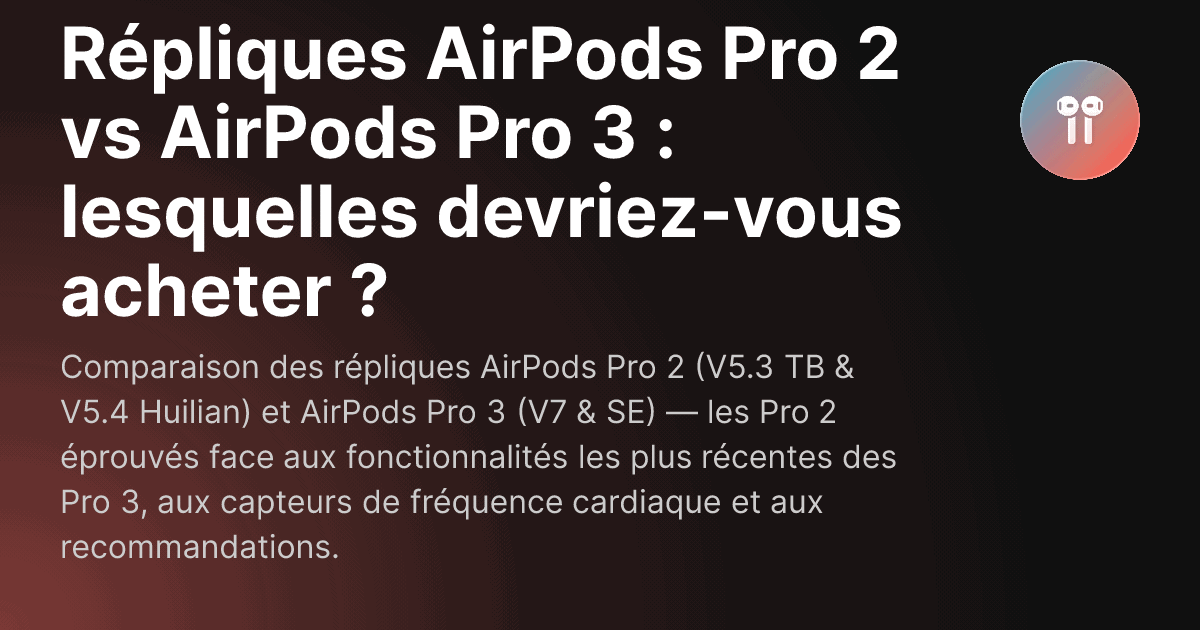 Répliques AirPods Pro 2
vs AirPods Pro 3 :
lesquelles devriez-vous
acheter ?
Comparaison des répliques AirPods Pro 2 (V5.3 TB &
V5.4 Huilian) et AirPods Pro 3 (V7 & SE) — les Pro 2
éprouvés face aux fonctionnalités les plus récentes des
Pro 3, aux capteurs de fréquence cardiaque et aux
recommandations.